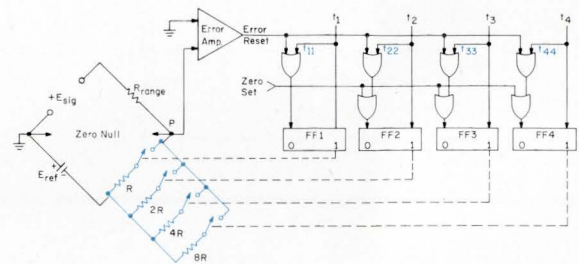 Error Amp.
Error Reset
t1
t2
t3
t4
t11
t22
t33
t44
Rrange
+Esig
P
Zero Set
Zero Null
FF1
0 1
FF2
0 1
FF3
0 1
FF4
0 1
+
Eref
R
2R
4R
8R